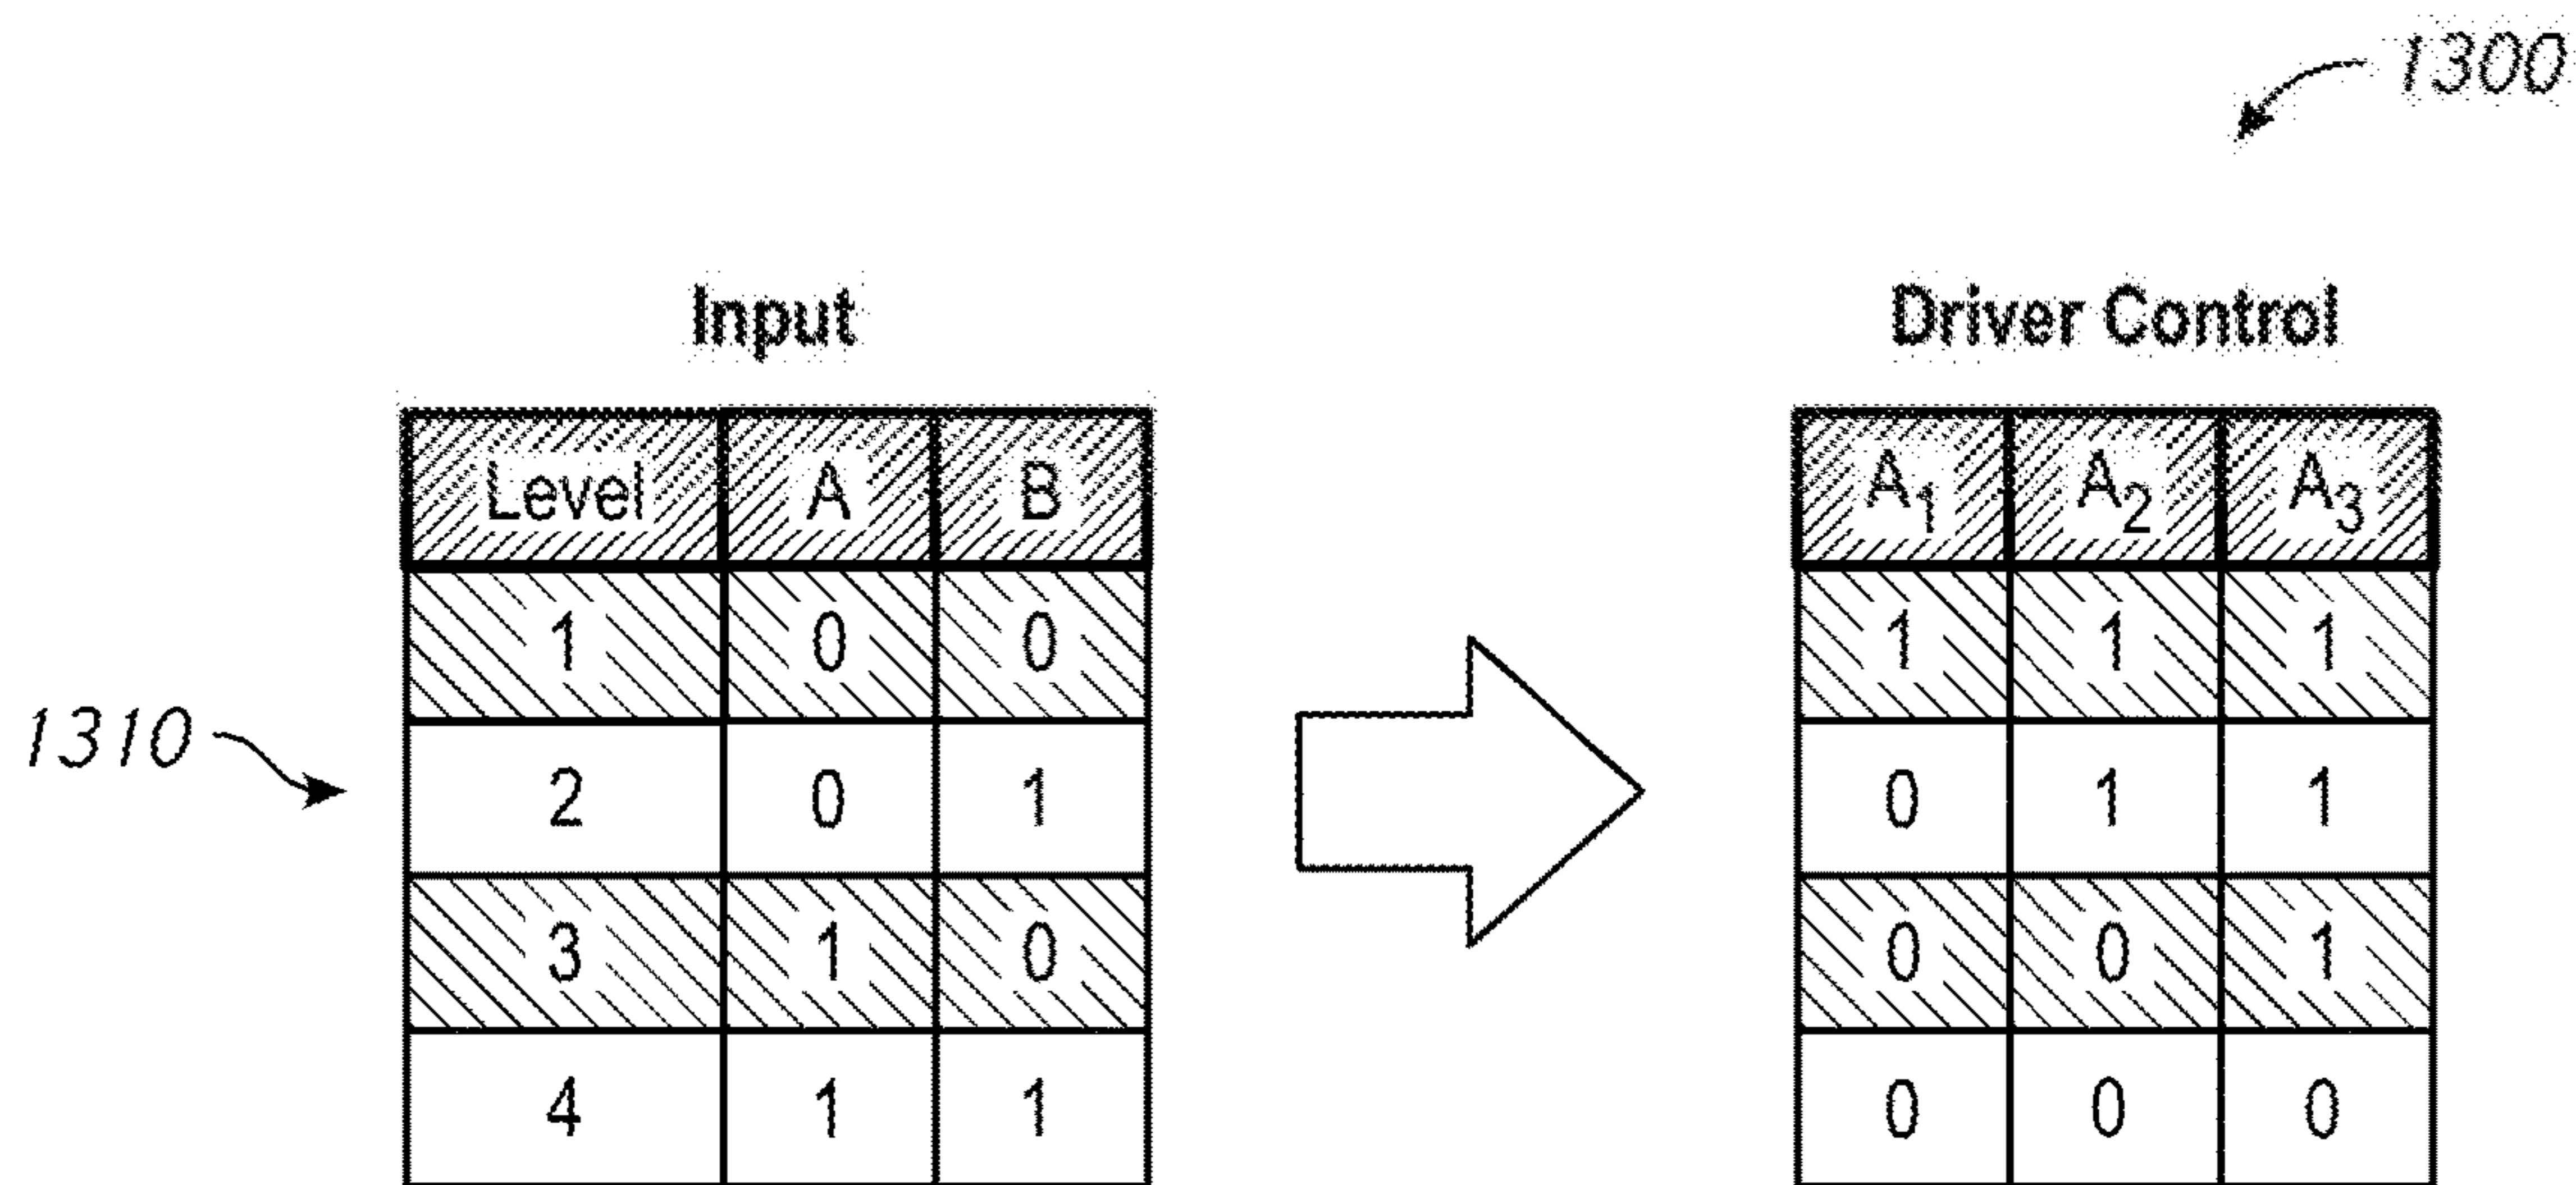 1300
Input
Driver Control
Level A B
A1 A2 A3
1 0 0
1 1 1
1310
2 0 1
0 1 1
3 1 0
0 0 1
4 1 1
0 0 0